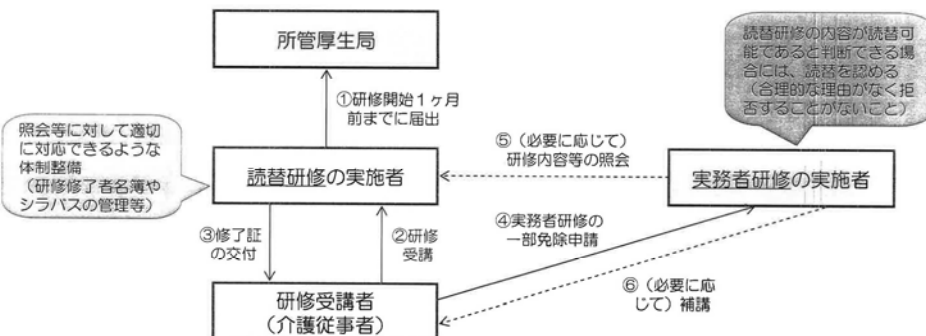 所管厚生局
読替研修の内容が読替可
能であると判断できる場
合には、読替を認める
（合理的な理由がなく拒
否することがないこと）
①研修開始１ヶ月
前までに届出
照会等に対して適切
に対応できるような
体制整備
（研修修了者名簿や
シラバスの管理等）
⑤（必要に応じて）
研修内容等の照会
読替研修の実施者
実務者研修の実施者
③修了証
の交付
②研修
受講
④実務者研修の
一部免除申請
⑥（必要に応
じて）補講
研修受講者
（介護従事者）